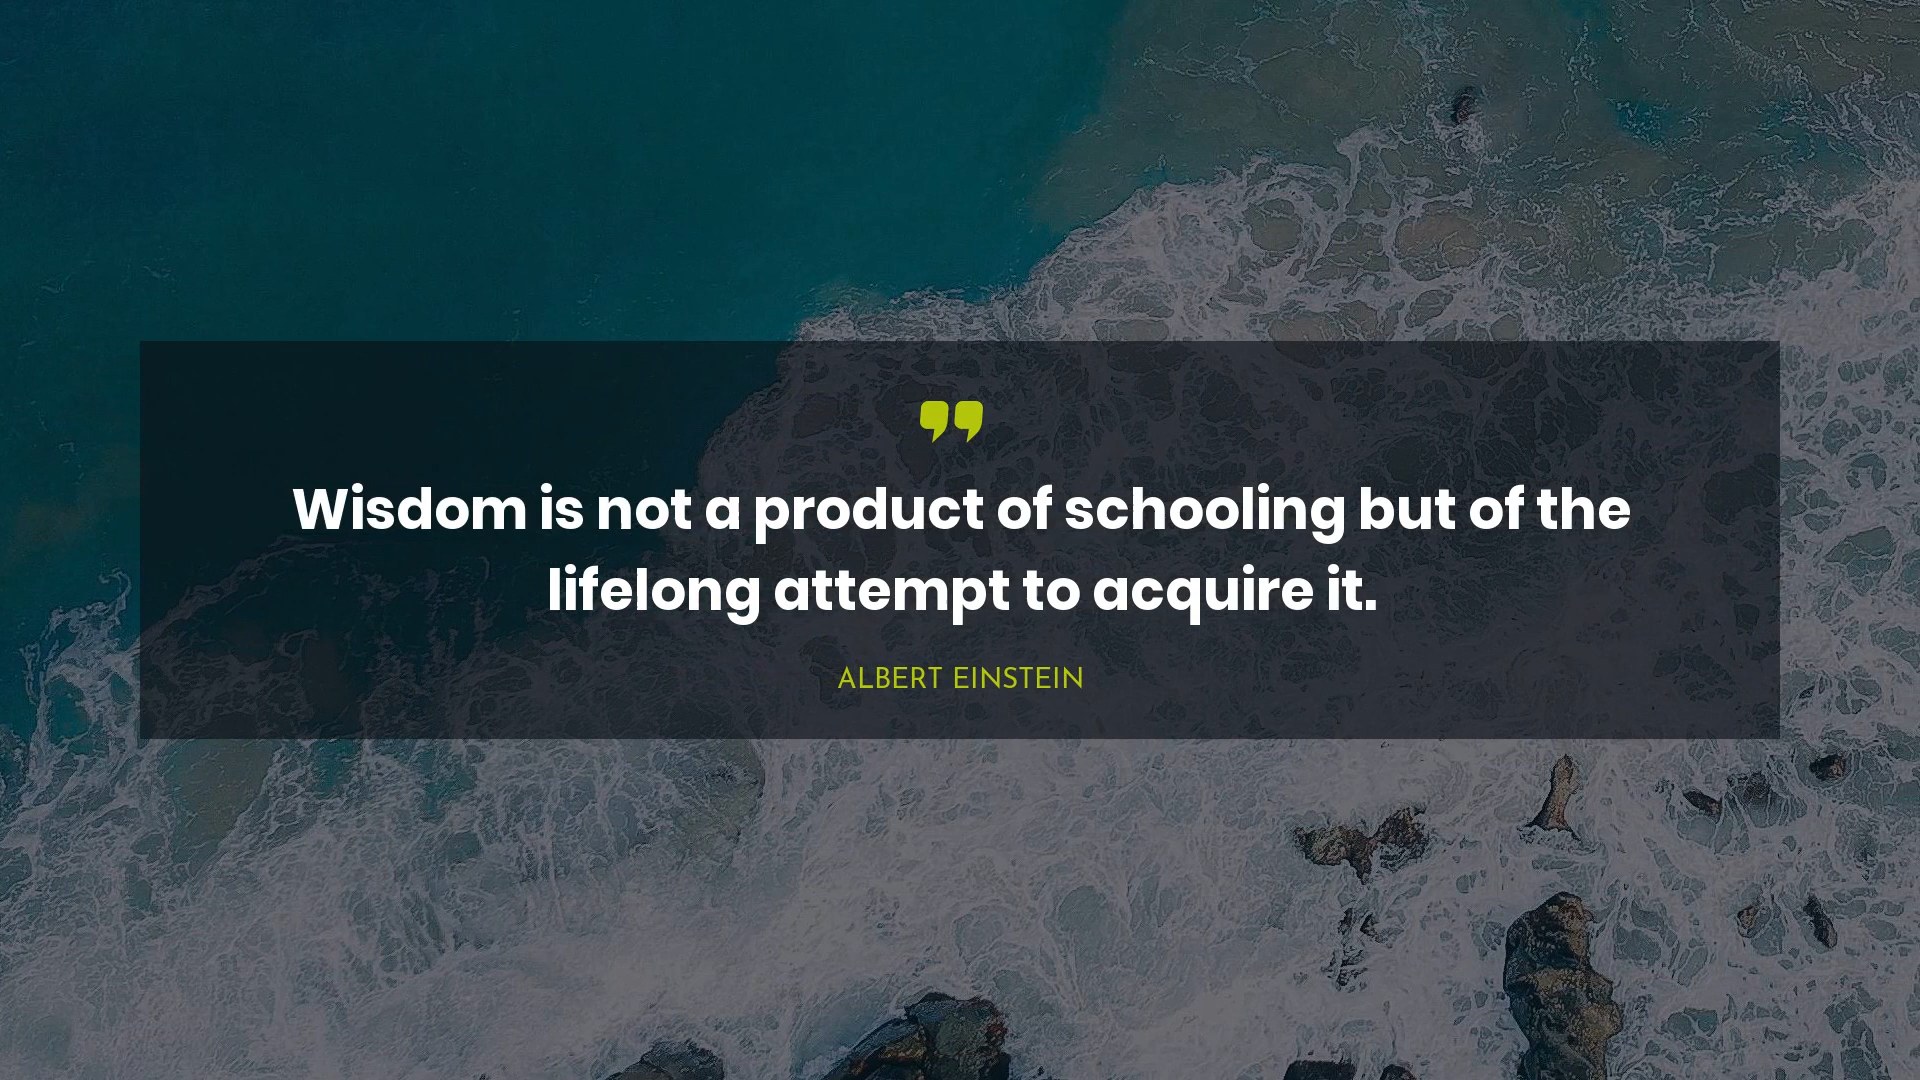 Wisdom is not a product of schooling but of the
lifelong attempt to acquire it.
ALBERT EINSTEIN